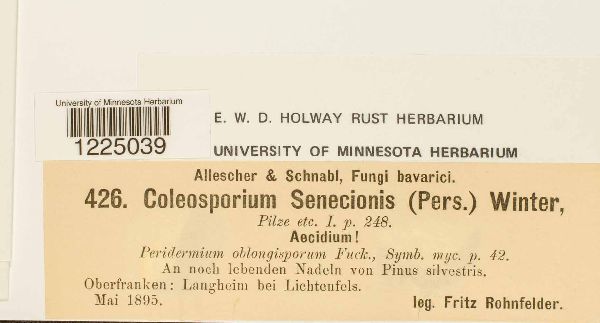 University of Minnesota Herbarium
1225039
E. W. D. HOLWAY RUST HERBARIUM
UNIVERSITY OF MINNESOTA HERBARIUM
Allescher & Schnabl, Fungi bavarici.
426. Coleosporium Senecionis (Pers.) Winter,
Pilze etc. I. p. 248.
Aecidium!
Peridermium oblongisporum Fuck., Symb. myc. p. 42.
An noch lebenden Nadeln von Pinus silvestris.
Oberfranken: Langheim bei Lichtenfels.
Mai 1895. leg. Fritz Rohnfelder.